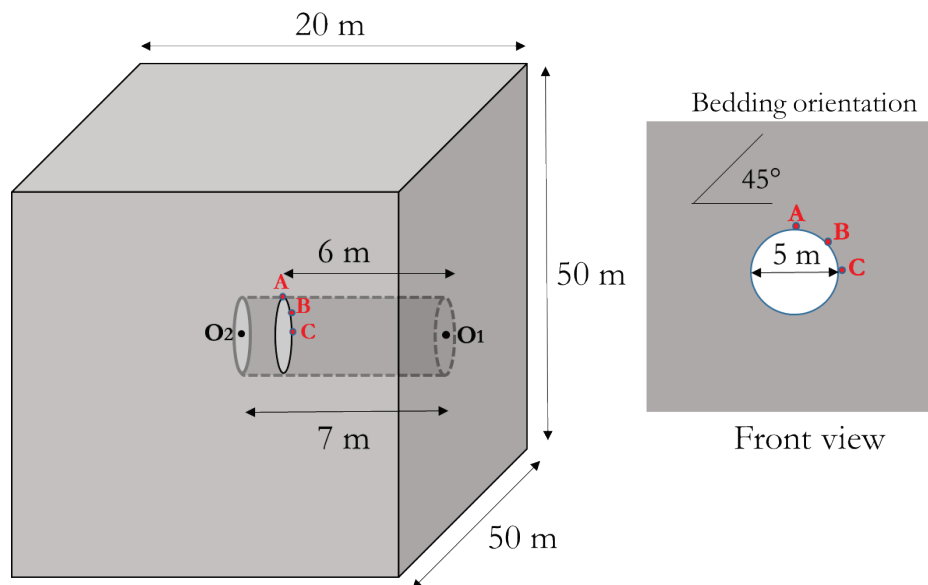 20 m
Bedding orientation
45°
A
B
5 m
C
6 m
50 m
A
B
C
O2
O1
7 m
Front view
50 m